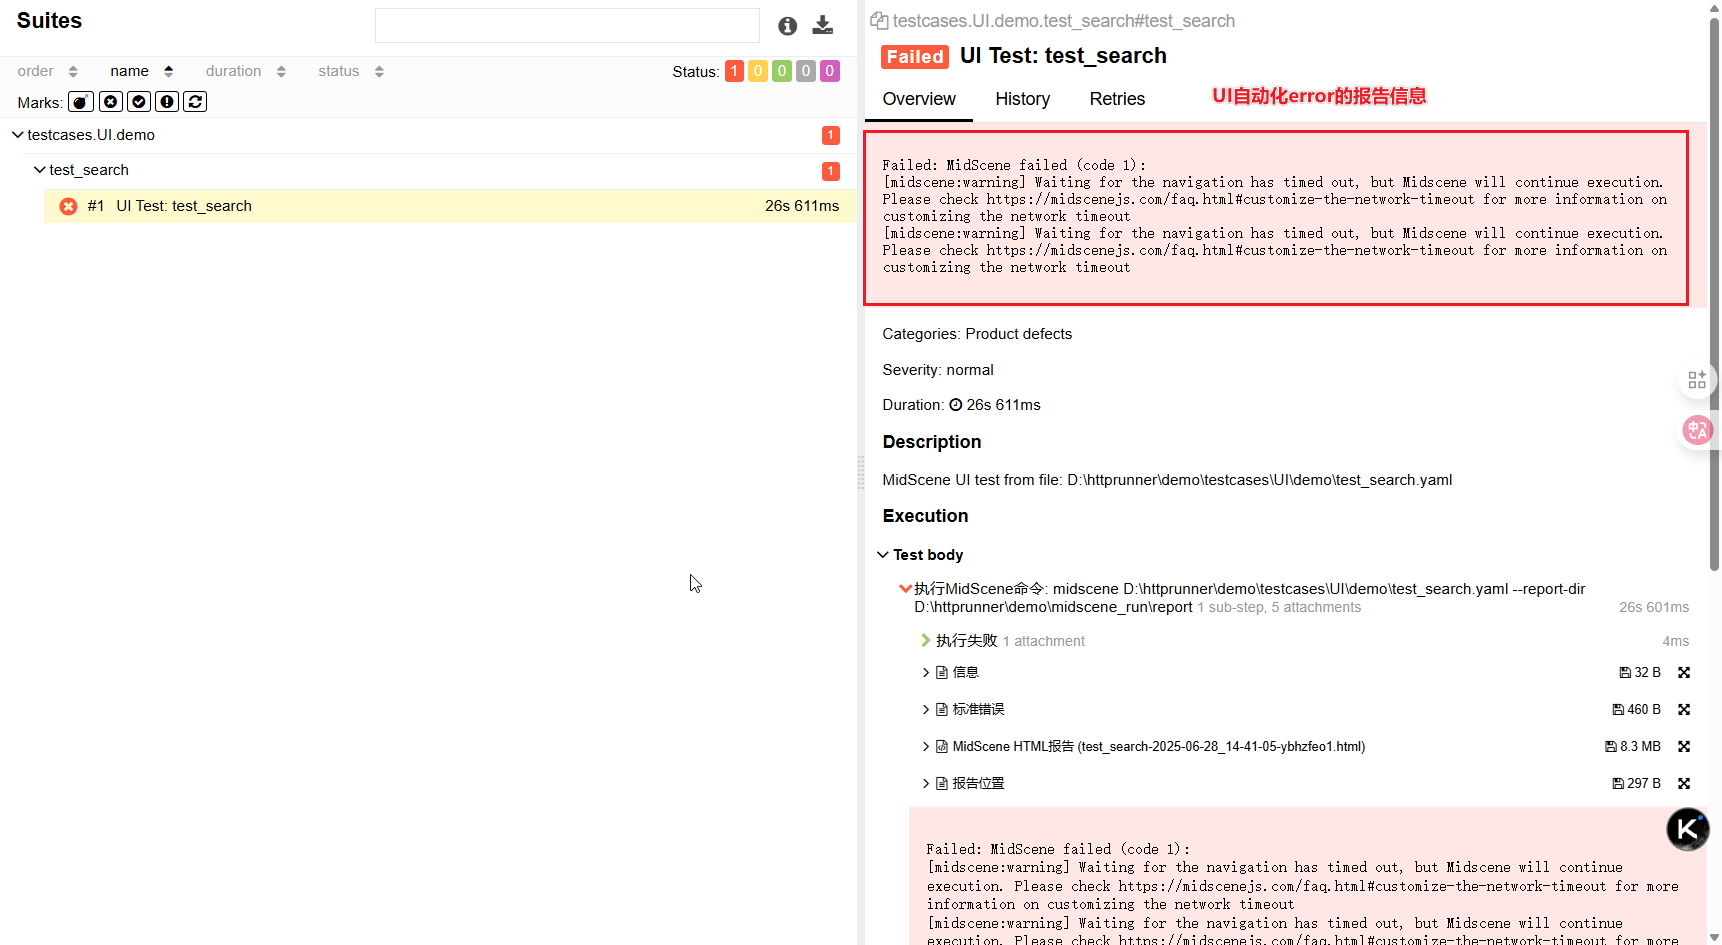 Suites
order name duration status
Status: 1 0 0 0 0
Marks:
testcases.UI.demo 1
test_search 1
#1 UI Test: test_search 26s 611ms
testcases.UI.demo.test_search#test_search
Failed UI Test: test_search
Overview History Retries
UI自动化error的报告信息
Failed: MidScene failed (code 1):
[midscene:warning] Waiting for the navigation has timed out, but Midscene will continue execution.
Please check https://midscenejs.com/faq.html#customize-the-network-timeout for more information on
customizing the network timeout
[midscene:warning] Waiting for the navigation has timed out, but Midscene will continue execution.
Please check https://midscenejs.com/faq.html#customize-the-network-timeout for more information on
customizing the network timeout
Categories: Product defects
Severity: normal
Duration: 26s 611ms
Description
MidScene UI test from file: D:\httprunner\demo\testcases\UI\demo\test_search.yaml
Execution
Test body
执行MidScene命令: midscene D:\httprunner\demo\testcases\UI\demo\test_search.yaml --report-dir
D:\httprunner\demo\midscene_run\report 1 sub-step, 5 attachments 26s 601ms
执行失败 1 attachment 4ms
信息 32 B
标准错误 460 B
MidScene HTML报告 (test_search-2025-06-28_14-41-05-ybhzfeo1.html) 8.3 MB
报告位置 297 B
Failed: MidScene failed (code 1):
[midscene:warning] Waiting for the navigation has timed out, but Midscene will continue
execution. Please check https://midscenejs.com/faq.html#customize-the-network-timeout for more
information on customizing the network timeout
[midscene:warning] Waiting for the navigation has timed out, but Midscene will continue
execution. Please check https://midscenejs.com/faq.html#customize-the-network-timeout for more
中A
K